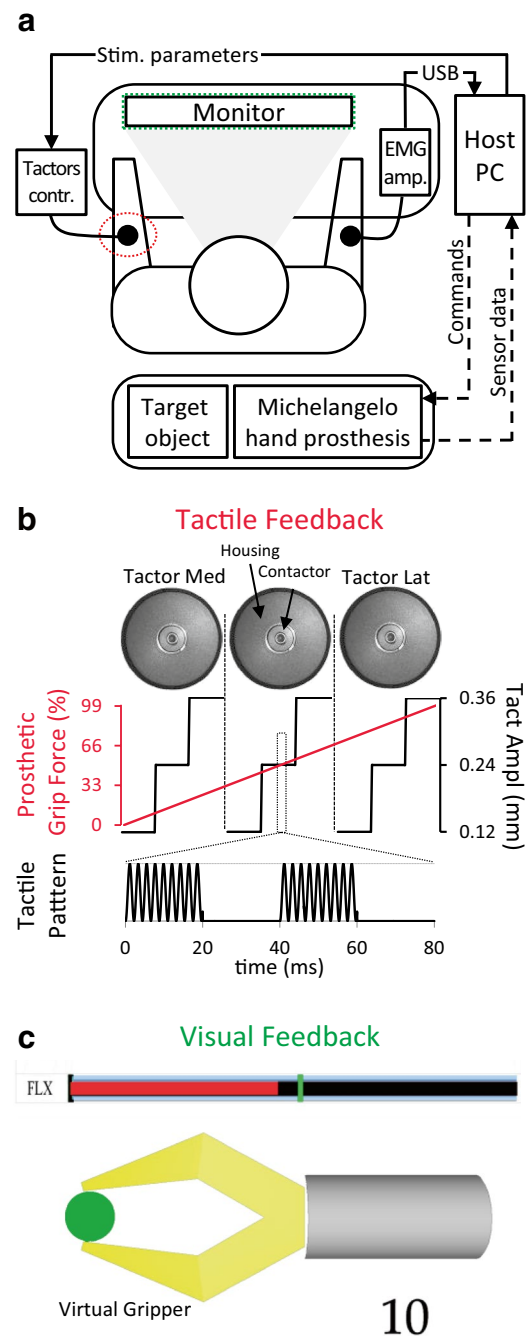 a
Stim. parameters
USB
Monitor
Tactors
contr.
EMG
amp.
Host
PC
Commands
Sensor data
Target
object
Michelangelo
hand prosthesis
b
Tactile Feedback
Housing
Contactor
Tactor Med
Tactor Lat
Prosthetic
Grip Force (%)
99
66
33
0
0.36
0.24
0.12
Tact Ampl (mm)
Tactile
Patttern
0 20 40 60 80
time (ms)
c
Visual Feedback
FLX
Virtual Gripper
10